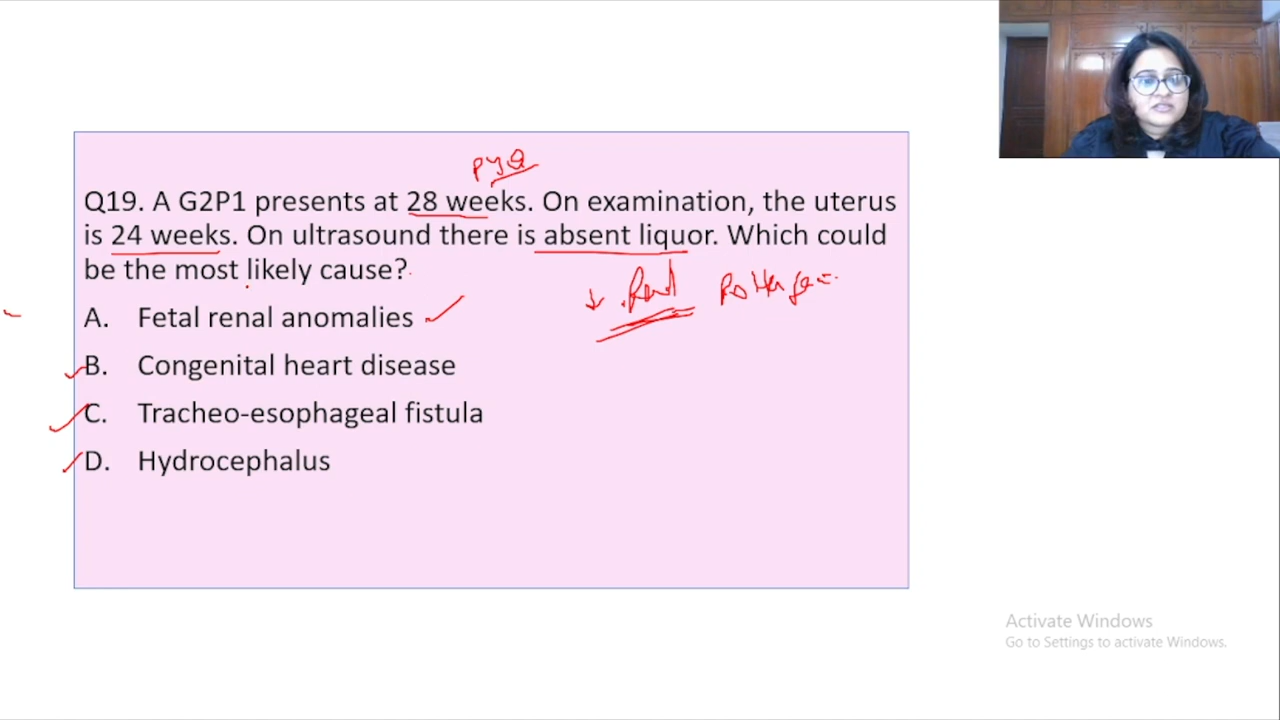 PYQ
Q19. A G2P1 presents at 28 weeks. On examination, the uterus
is 24 weeks. On ultrasound there is absent liquor. Which could
be the most likely cause?
A. Fetal renal anomalies
B. Congenital heart disease
C. Tracheo-esophageal fistula
D. Hydrocephalus
Activate Windows
Go to Settings to activate Windows.